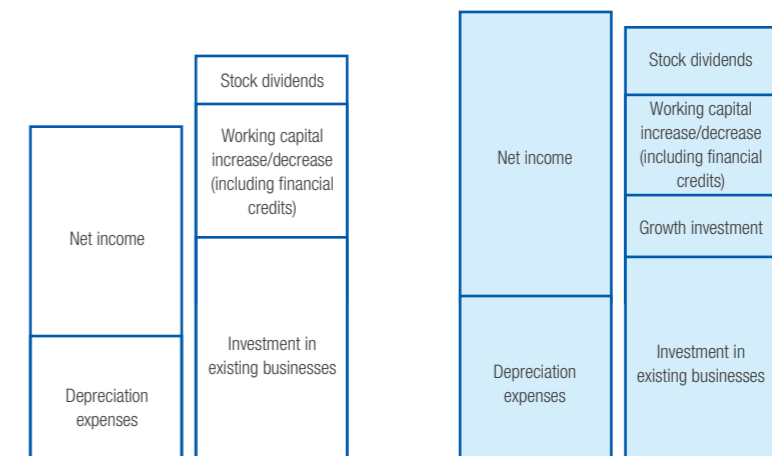 Stock dividends
Working capital
increase/decrease
(including financial
credits)
Net income
Investment in
existing businesses
Depreciation
expenses
Stock dividends
Working capital
increase/decrease
(including financial
credits)
Net income
Growth investment
Investment in
existing businesses
Depreciation
expenses